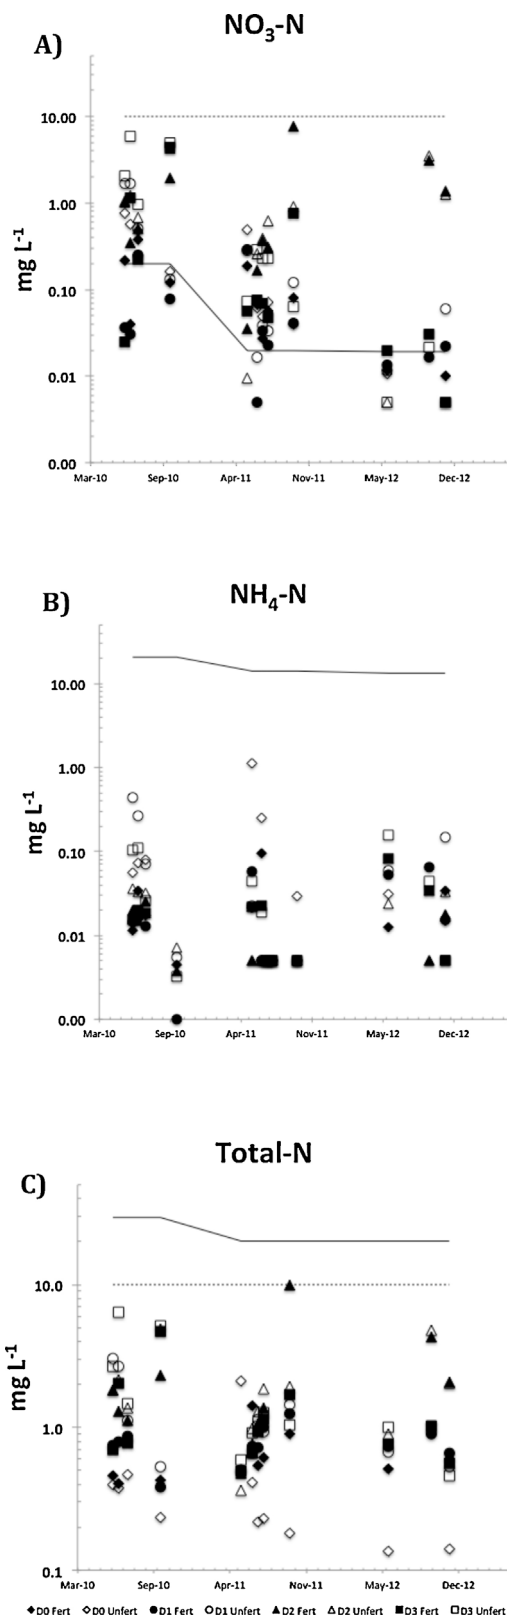 A)
NO₃-N
10.00
1.00
0.10
0.01
0.00
mg L⁻¹
Mar-10 Sep-10 Apr-11 Nov-11 May-12 Dec-12
B)
NH₄-N
10.00
1.00
0.10
0.01
0.00
mg L⁻¹
Mar-10 Sep-10 Apr-11 Nov-11 May-12 Dec-12
Total-N
C)
10.0
1.0
0.1
mg L⁻¹
Mar-10 Sep-10 Apr-11 Nov-11 May-12 Dec-12
D0 Fert D0 Unfert D1 Fert D1 Unfert D2 Fert D2 Unfert D3 Fert D3 Unfert